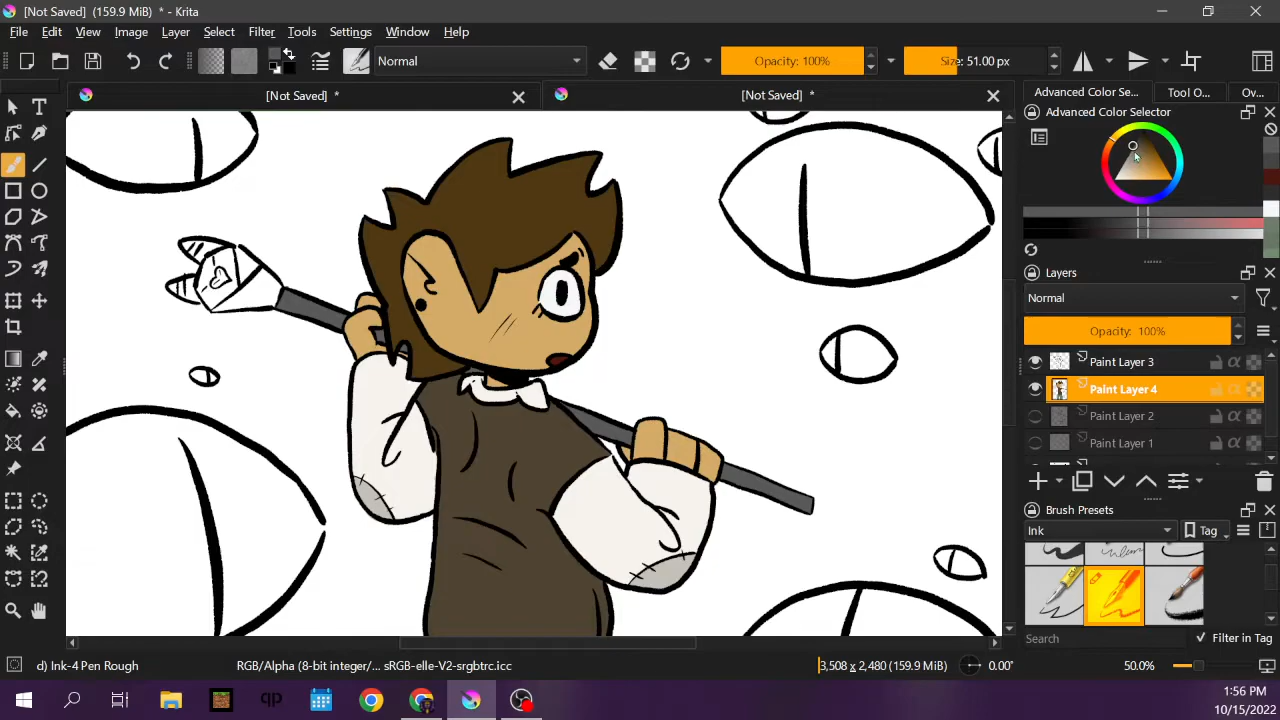 [Not Saved] (159.9 MiB) * - Krita
File Edit View Image Layer Filter Tools Settings Window Help
Normal Opacity: 100% Size: 51.00 px
[Not Saved] * [Not Saved] *
Advanced Color Se... Tool O... Ov...
Advanced Color Selector
Layers
Normal
Opacity: 100%
Paint Layer 3
Paint Layer 4
Paint Layer 2
Paint Layer 1
Brush Presets
Ink Tag
Search Filter in Tag
d) Ink-4 Pen Rough RGB/Alpha (8-bit integer/... sRGB-elle-V2-srgbtrc.icc 3,508 x 2,480 (159.9 MiB) 0.00° 50.0%
qp
1:56 PM
10/15/2022